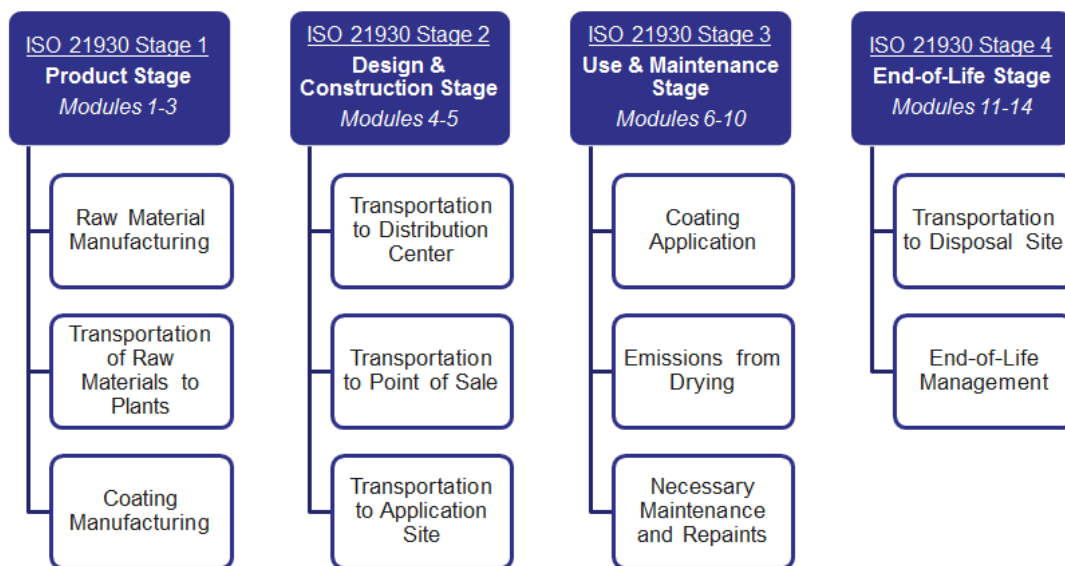 ISO 21930 Stage 1
Product Stage
Modules 1-3
Raw Material
Manufacturing
Transportation
of Raw
Materials to
Plants
Coating
Manufacturing
ISO 21930 Stage 2
Design &
Construction Stage
Modules 4-5
Transportation
to Distribution
Center
Transportation
to Point of Sale
Transportation
to Application
Site
ISO 21930 Stage 3
Use & Maintenance
Stage
Modules 6-10
Coating
Application
Emissions from
Drying
Necessary
Maintenance
and Repaints
ISO 21930 Stage 4
End-of-Life Stage
Modules 11-14
Transportation
to Disposal Site
End-of-Life
Management